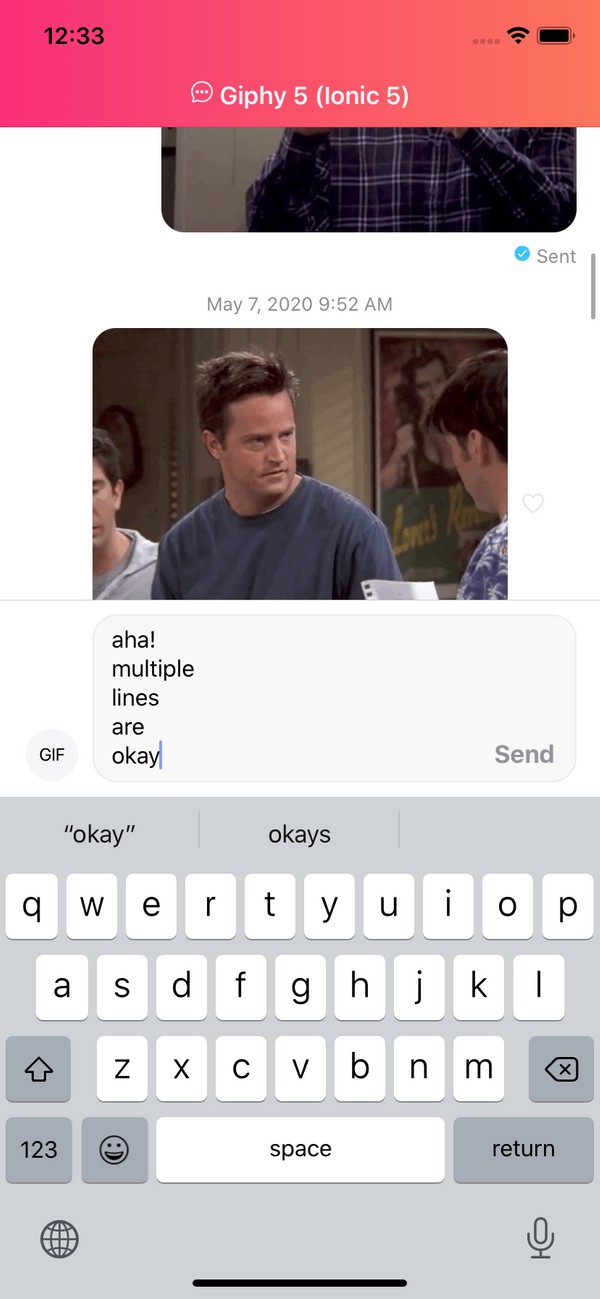 12:33
Giphy 5 (Ionic 5)
Sent
May 7, 2020 9:52 AM
Lover's
aha!
multiple
lines
are
okay
GIF
Send
“okay”
okays
q w e r t y u i o p
a s d f g h j k l
z x c v b n m
123
space
return